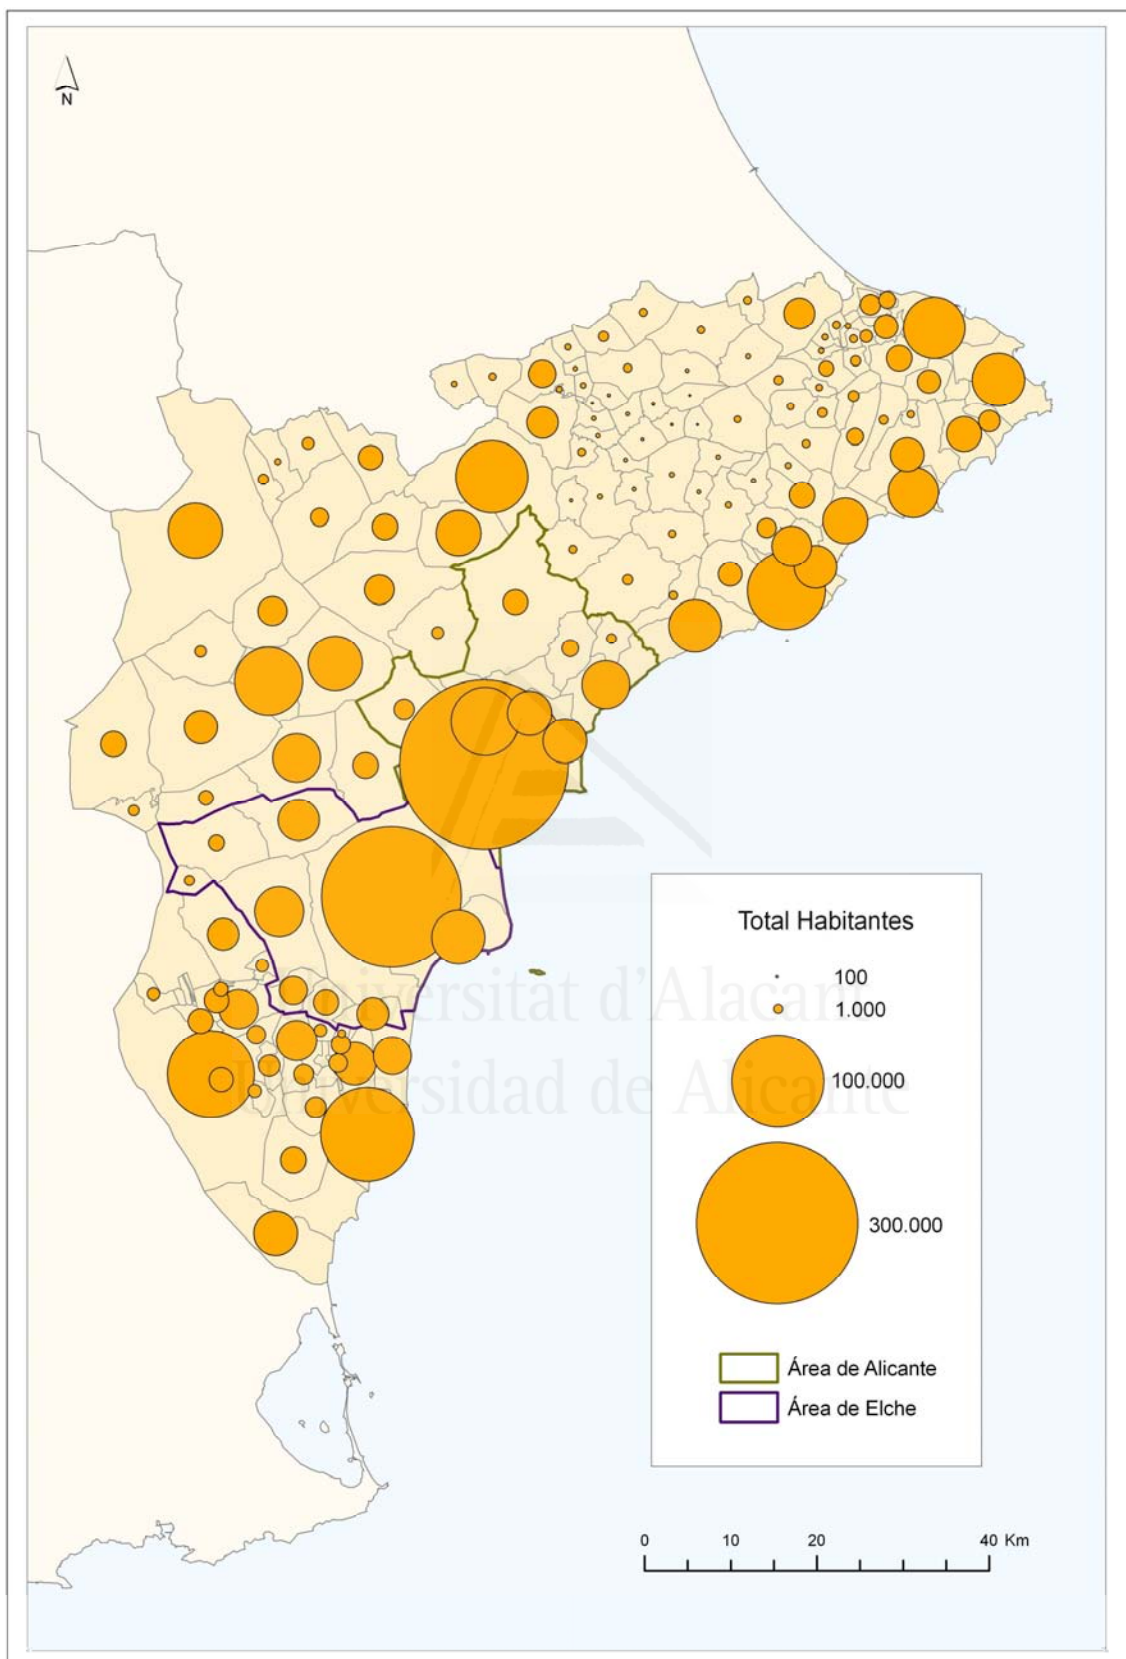 N
Total Habitantes
100
1.000
100.000
300.000
Área de Alicante
Área de Elche
0 10 20 40 Km
Universitat d'Alacant
Universidad de Alicante